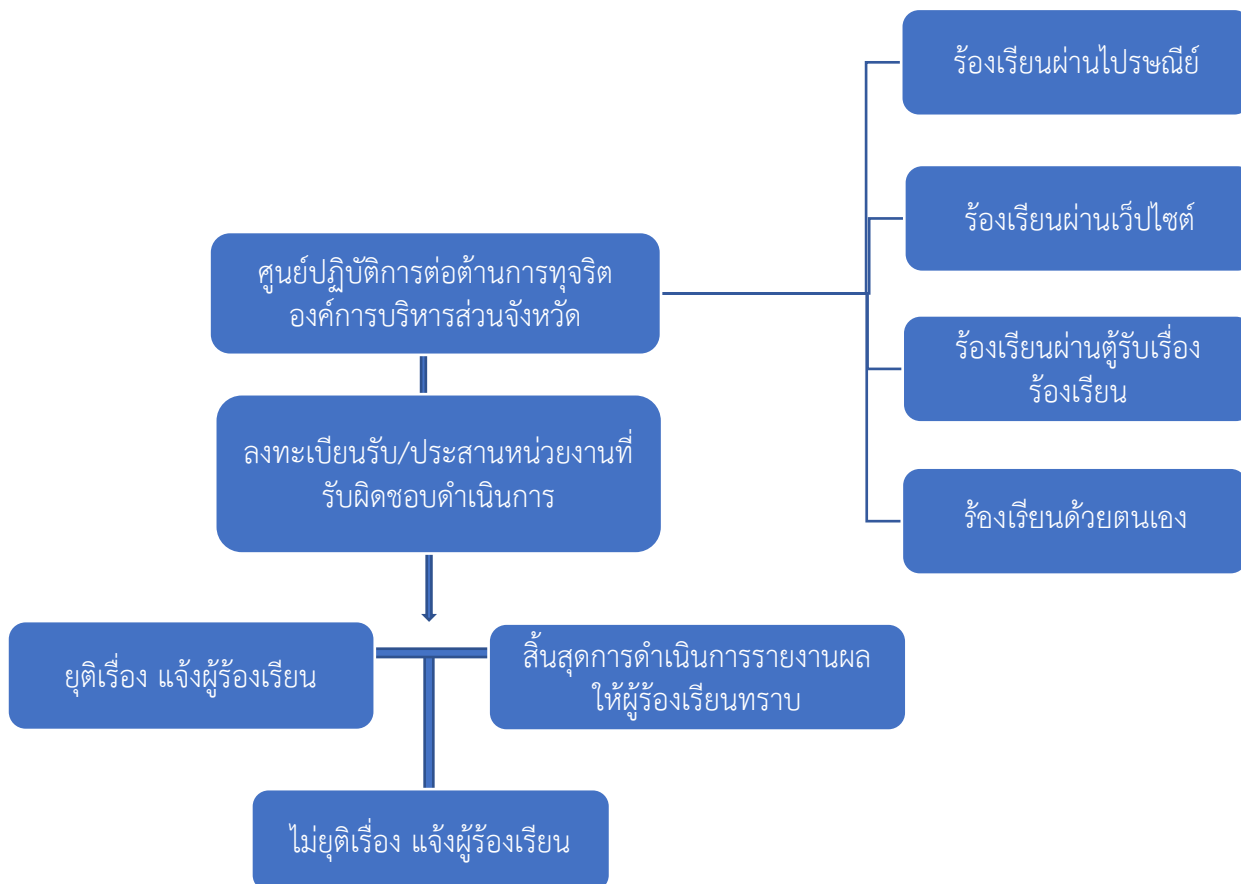 ร้องเรียนผ่านไปรษณีย์
ร้องเรียนผ่านเว็ปไซต์
ศูนย์ปฏิบัติการต่อต้านการทุจริต
องค์การบริหารส่วนจังหวัด
ร้องเรียนผ่านตู้รับเรื่อง
ร้องเรียน
ลงทะเบียนรับ/ประสานหน่วยงานที่
รับผิดชอบดำเนินการ
ร้องเรียนด้วยตนเอง
ยุติเรื่อง แจ้งผู้ร้องเรียน
สิ้นสุดการดำเนินการรายงานผล
ให้ผู้ร้องเรียนทราบ
ไม่ยุติเรื่อง แจ้งผู้ร้องเรียน